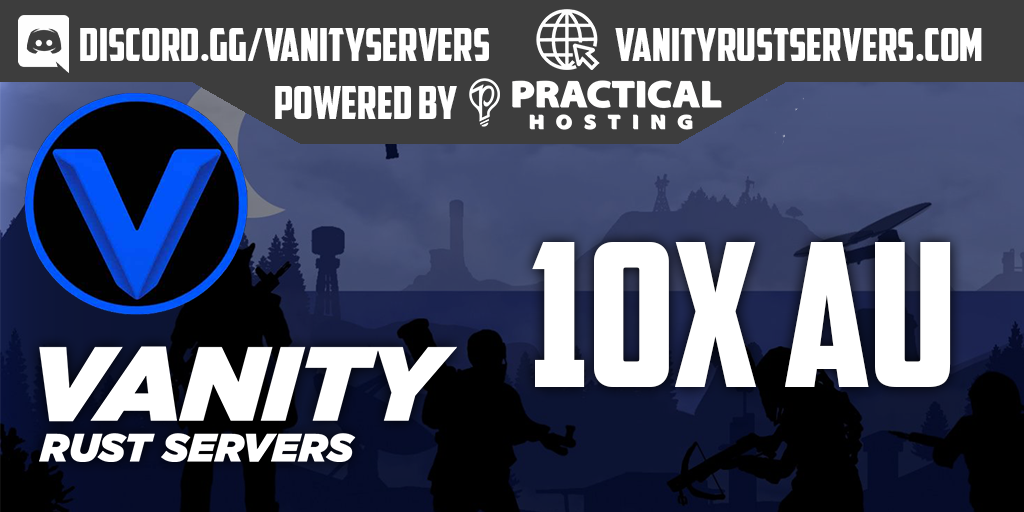 DISCORD.GG/VANITYSERVERS
VANITYRUSTSERVERS.COM
POWERED BY PRACTICAL HOSTING
V
VANITY
RUST SERVERS
10X AU